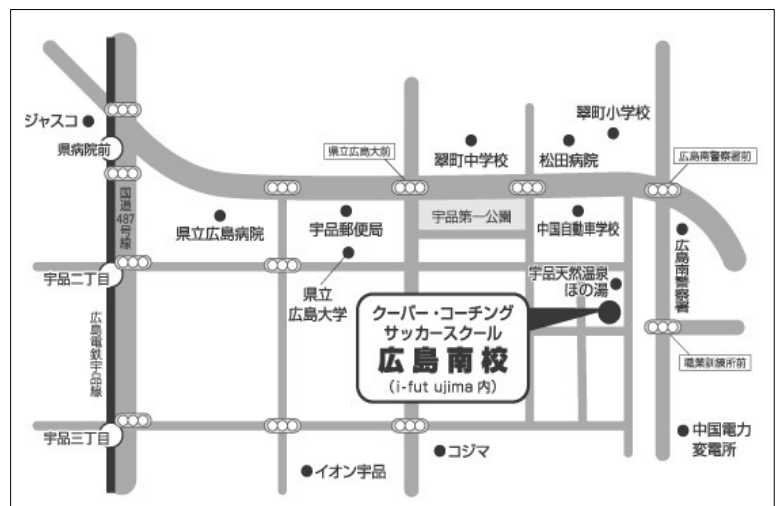 翠町小学校
ジャスコ
県病院前
県立広島大前
翠町中学校
松田病院
広島南警察署前
国道
487
号線
県立広島病院
宇品郵便局
宇品第一公園
中国自動車学校
広島南警察署
宇品二丁目
県立
広島大学
宇品天然温泉
ほの湯
クーバー・コーチング
サッカースクール
広島南校
(i-fut ujima 内)
広島電鉄宇品線
職業訓練所前
宇品三丁目
コジマ
中国電力
変電所
イオン宇品